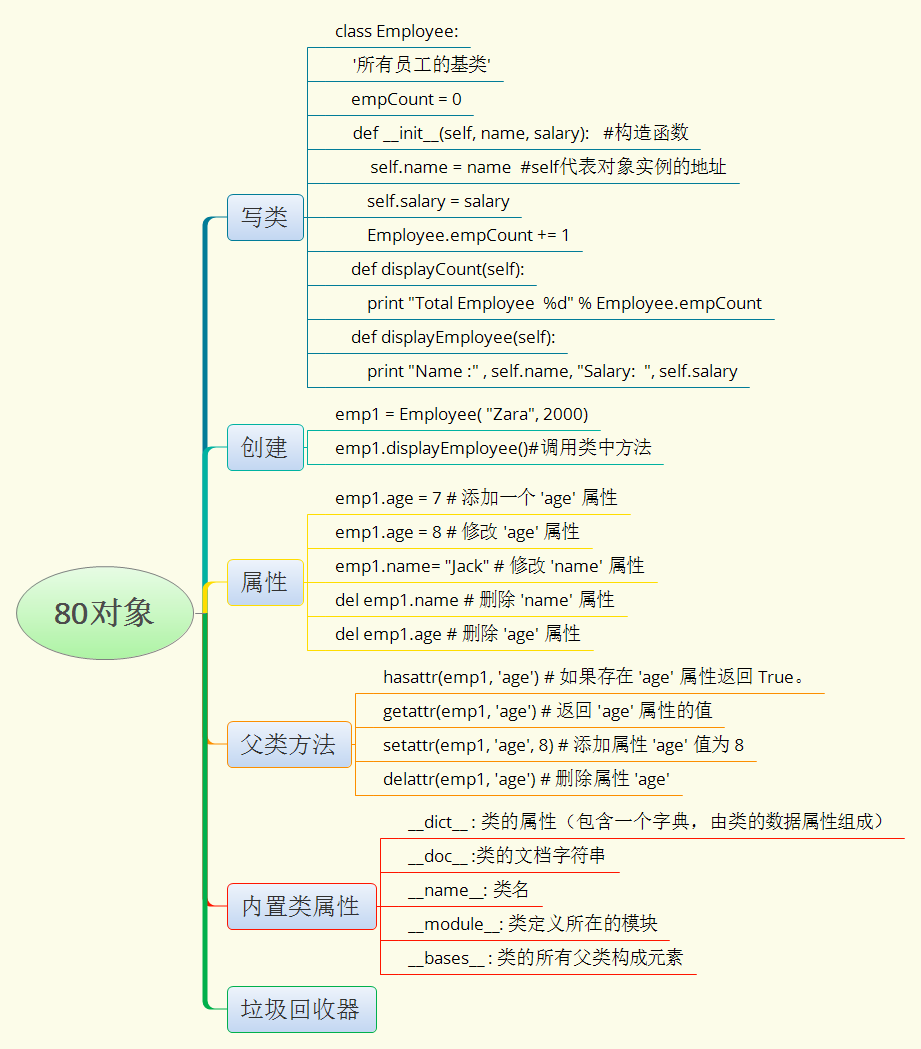 80对象
写类
class Employee:
'所有员工的基类'
empCount = 0
def __init__(self, name, salary):   #构造函数
self.name = name  #self代表对象实例的地址
self.salary = salary
Employee.empCount += 1
def displayCount(self):
print "Total Employee  %d" % Employee.empCount
def displayEmployee(self):
print "Name :" , self.name, "Salary:  ", self.salary
创建
emp1 = Employee( "Zara", 2000)
emp1.displayEmployee()#调用类中方法
属性
emp1.age = 7 # 添加一个 'age' 属性
emp1.age = 8 # 修改 'age' 属性
emp1.name= "Jack" # 修改 'name' 属性
del emp1.name # 删除 'name' 属性
del emp1.age # 删除 'age' 属性
父类方法
hasattr(emp1, 'age') # 如果存在 'age' 属性返回 True。
getattr(emp1, 'age') # 返回 'age' 属性的值
setattr(emp1, 'age', 8) # 添加属性 'age' 值为 8
delattr(emp1, 'age') # 删除属性 'age'
内置类属性
__dict__ : 类的属性（包含一个字典，由类的数据属性组成）
__doc__ :类的文档字符串
__name__: 类名
__module__: 类定义所在的模块
__bases__ : 类的所有父类构成元素
垃圾回收器